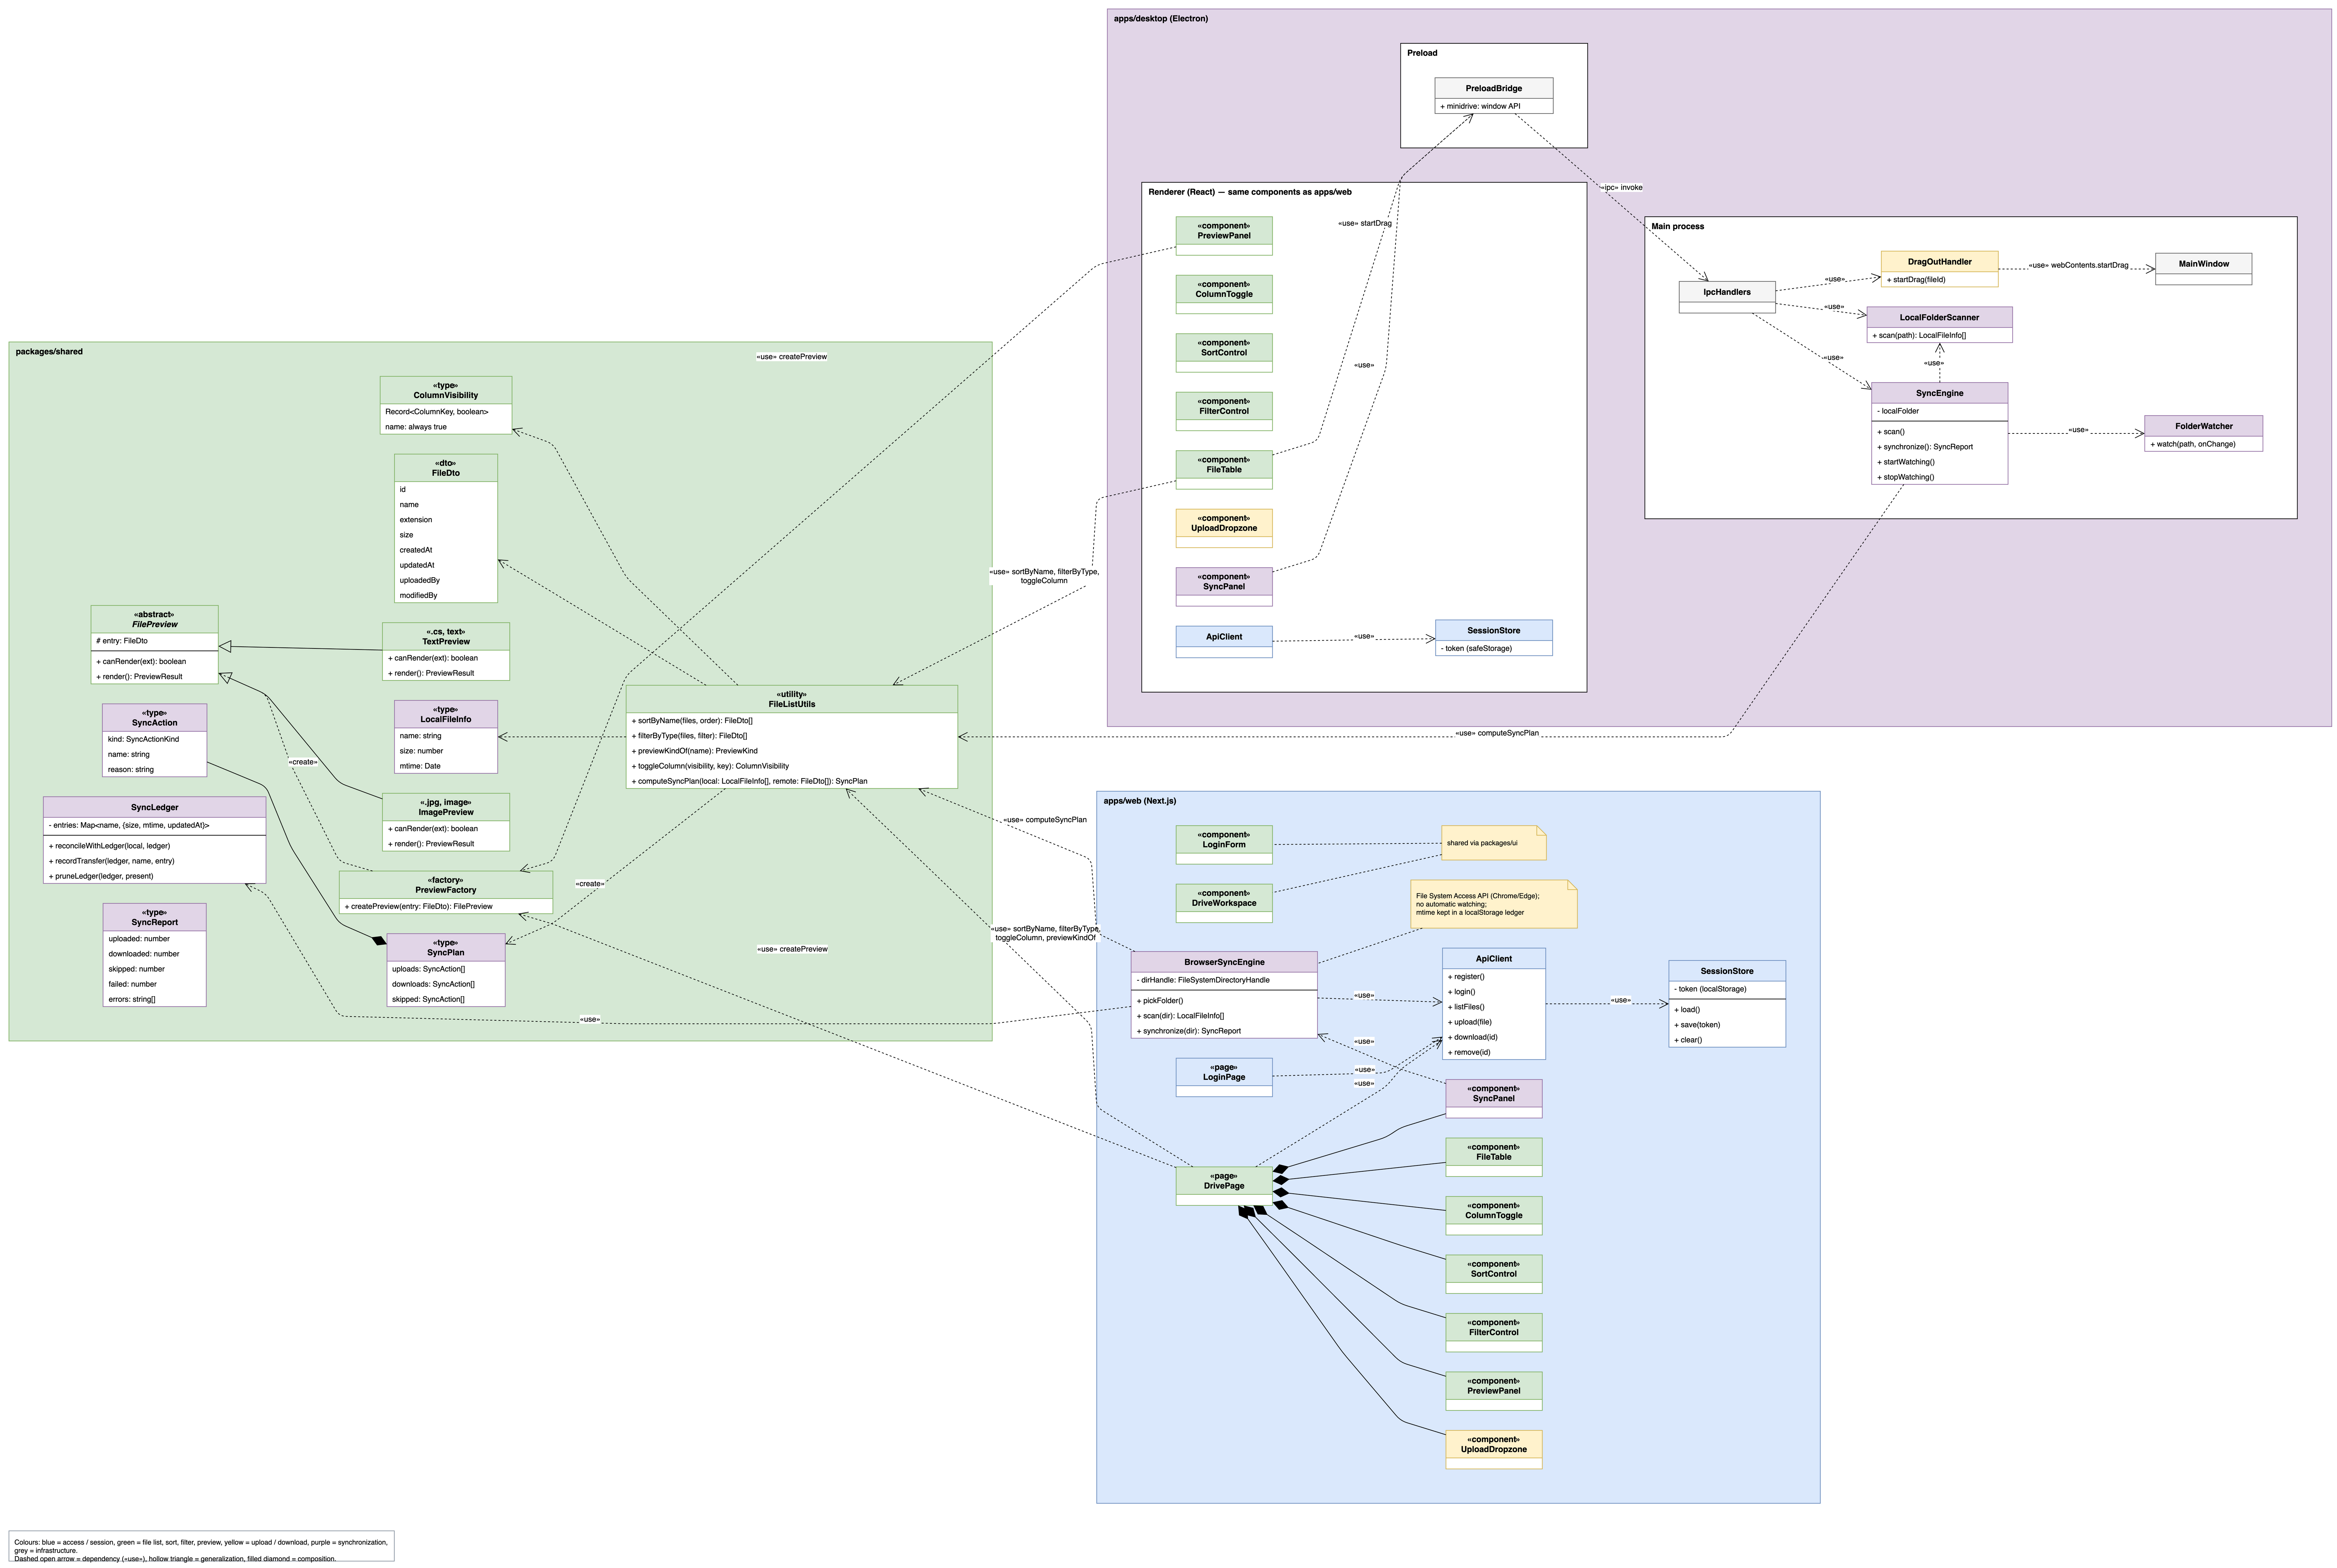 apps/desktop (Electron)
Preload
PreloadBridge
+ minidrive: window API
«ipc» invoke
Renderer (React) — same components as apps/web
«component»
PreviewPanel
«component»
ColumnToggle
«component»
SortControl
«component»
FilterControl
«component»
FileTable
«component»
UploadDropzone
«component»
SyncPanel
ApiClient
«use»
SessionStore
- token (safeStorage)
«use» startDrag
«use»
Main process
IpcHandlers
«use»
«use»
«use»
DragOutHandler
+ startDrag(fileId)
«use» webContents.startDrag
MainWindow
LocalFolderScanner
+ scan(path): LocalFileInfo[]
«use»
SyncEngine
- localFolder
+ scan()
+ synchronize(): SyncReport
+ startWatching()
+ stopWatching()
«use»
FolderWatcher
+ watch(path, onChange)
packages/shared
«type»
ColumnVisibility
Record<ColumnKey, boolean>
name: always true
«dto»
FileDto
id
name
extension
size
createdAt
updatedAt
uploadedBy
modifiedBy
«abstract»
FilePreview
# entry: FileDto
+ canRender(ext): boolean
+ render(): PreviewResult
«.cs, text»
TextPreview
+ canRender(ext): boolean
+ render(): PreviewResult
«type»
SyncAction
kind: SyncActionKind
name: string
reason: string
«type»
LocalFileInfo
name: string
size: number
mtime: Date
«create»
«utility»
FileListUtils
+ sortByName(files, order): FileDto[]
+ filterByType(files, filter): FileDto[]
+ previewKindOf(name): PreviewKind
+ toggleColumn(visibility, key): ColumnVisibility
+ computeSyncPlan(local: LocalFileInfo[], remote: FileDto[]): SyncPlan
SyncLedger
- entries: Map<name, {size, mtime, updatedAt}>
+ reconcileWithLedger(local, ledger)
+ recordTransfer(ledger, name, entry)
+ pruneLedger(ledger, present)
«.jpg, image»
ImagePreview
+ canRender(ext): boolean
+ render(): PreviewResult
«factory»
PreviewFactory
+ createPreview(entry: FileDto): FilePreview
«type»
SyncReport
uploaded: number
downloaded: number
skipped: number
failed: number
errors: string[]
«type»
SyncPlan
uploads: SyncAction[]
downloads: SyncAction[]
skipped: SyncAction[]
«create»
«use» createPreview
«use» sortByName, filterByType,
toggleColumn
«use» computeSyncPlan
«use» computeSyncPlan
«use» sortByName, filterByType,
toggleColumn, previewKindOf
«use» createPreview
«use»
apps/web (Next.js)
«component»
LoginForm
«component»
DriveWorkspace
shared via packages/ui
File System Access API (Chrome/Edge);
no automatic watching;
mtime kept in a localStorage ledger
BrowserSyncEngine
- dirHandle: FileSystemDirectoryHandle
+ pickFolder()
+ scan(dir): LocalFileInfo[]
+ synchronize(dir): SyncReport
«use»
ApiClient
+ register()
+ login()
+ listFiles()
+ upload(file)
+ download(id)
+ remove(id)
«use»
SessionStore
- token (localStorage)
+ load()
+ save(token)
+ clear()
«use»
«page»
LoginPage
«use»
«use»
«component»
SyncPanel
«component»
FileTable
«page»
DrivePage
«component»
ColumnToggle
«component»
SortControl
«component»
FilterControl
«component»
PreviewPanel
«component»
UploadDropzone
Colours: blue = access / session, green = file list, sort, filter, preview, yellow = upload / download, purple = synchronization,
grey = infrastructure.
Dashed open arrow = dependency («use»), hollow triangle = generalization, filled diamond = composition.